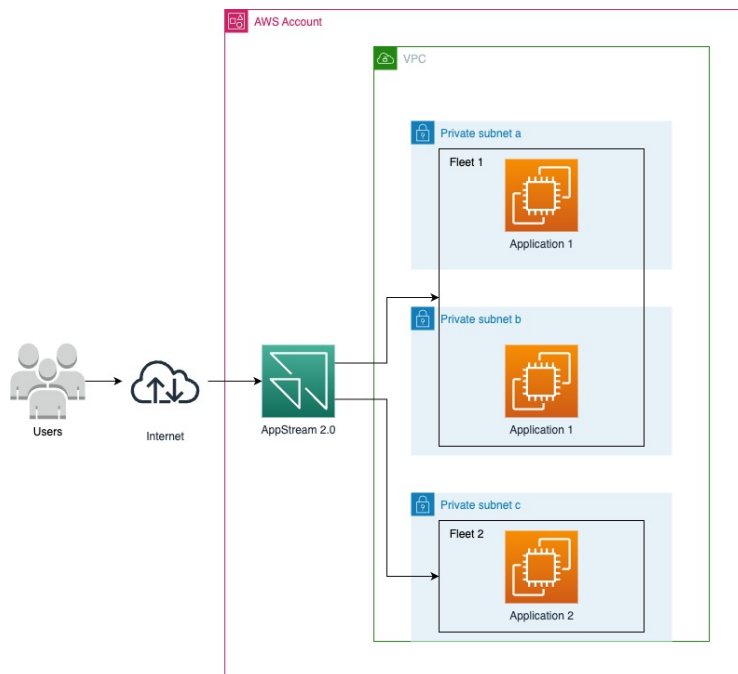 AWS Account
VPC
Private subnet a
Fleet 1
Application 1
Private subnet b
Application 1
Users
Internet
AppStream 2.0
Private subnet c
Fleet 2
Application 2